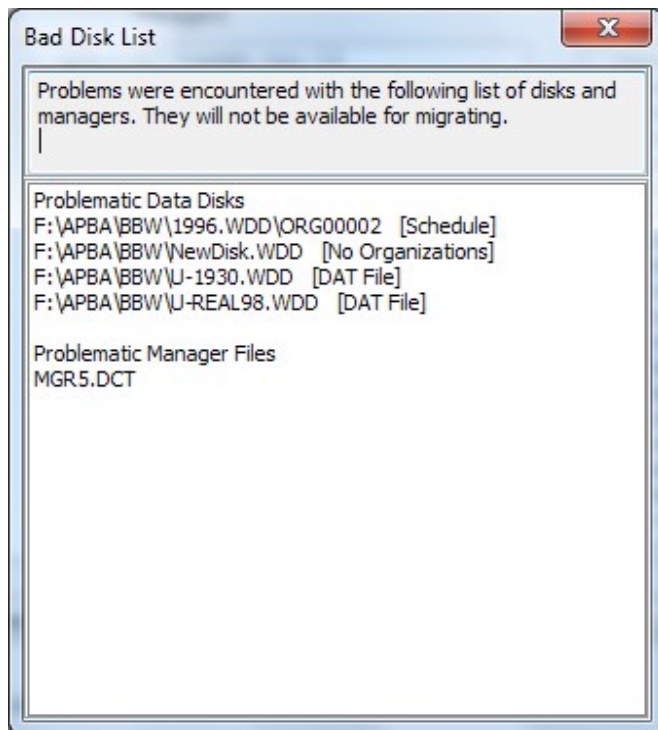 Bad Disk List
Problems were encountered with the following list of disks and
managers. They will not be available for migrating.
Problematic Data Disks
F:\APBA\BBW\1996.WDD\ORG00002 [Schedule]
F:\APBA\BBW\NewDisk.WDD [No Organizations]
F:\APBA\BBW\U-1930.WDD [DAT File]
F:\APBA\BBW\U-REAL98.WDD [DAT File]
Problematic Manager Files
MGR5.DCT